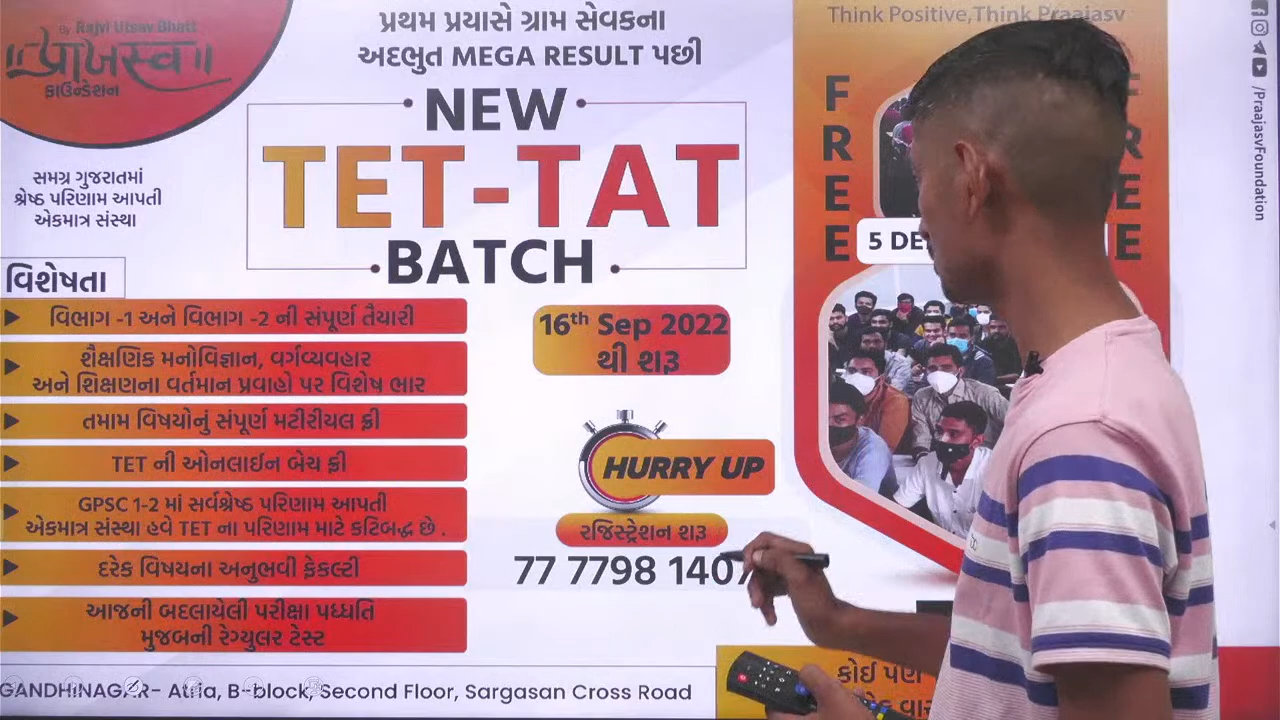 By Rajvi Utsav Bhatt
॥પ્રાજસ્વ॥
ફાઉન્ડેશન
સમગ્ર ગુજરાતમાં
શ્રેષ્ઠ પરિણામ આપતી
એકમાત્ર સંસ્થા
પ્રથમ પ્રયાસે ગ્રામ સેવકના
અદભુત MEGA RESULT પછી
NEW
TET-TAT
BATCH
વિશેષતા
વિભાગ -1 અને વિભાગ -2 ની સંપૂર્ણ તૈયારી
શૈક્ષણિક મનોવિજ્ઞાન, વર્ગવ્યવહાર
અને શિક્ષણના વર્તમાન પ્રવાહો પર વિશેષ ભાર
તમામ વિષયોનું સંપૂર્ણ મટીરીયલ ફ્રી
TET ની ઓનલાઈન બેચ ફ્રી
GPSC 1-2 માં સર્વશ્રેષ્ઠ પરિણામ આપતી
એકમાત્ર સંસ્થા હવે TET ના પરિણામ માટે કટિબદ્ધ છે .
દરેક વિષયના અનુભવી ફેકલ્ટી
આજની બદલાયેલી પરીક્ષા પધ્ધતિ
મુજબની રેગ્યુલર ટેસ્ટ
16th Sep 2022
થી શરૂ
HURRY UP
રજિસ્ટ્રેશન શરૂ
77 7798 1407
GANDHINAGAR- Atria, B-block, Second Floor, Sargasan Cross Road
Think Positive,Think Praajasv
FREE
5
કોઈ પણ
/PraajasvFoundation